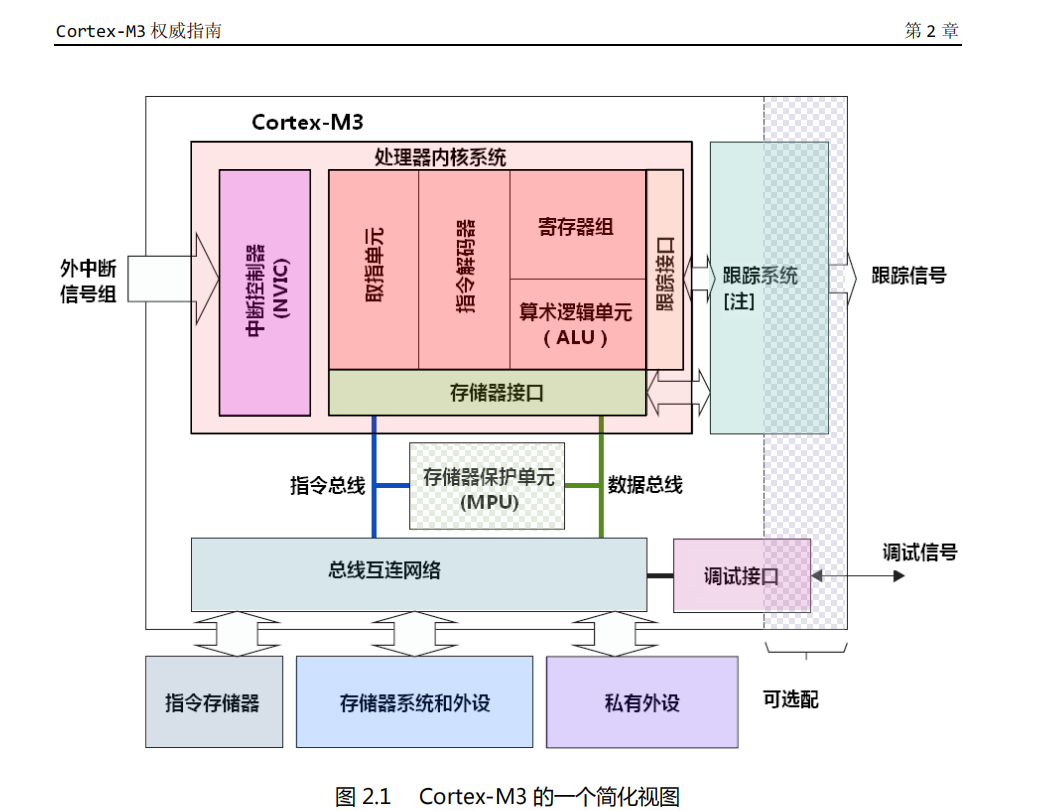 Cortex-M3 权威指南
第 2 章
Cortex-M3
处理器内核系统
外中断
信号组
中断控制器
(NVIC)
取指单元
指令解码器
寄存器组
算术逻辑单元
( ALU )
跟踪接口
跟踪系统
[注]
跟踪信号
存储器接口
指令总线
存储器保护单元
(MPU)
数据总线
总线互连网络
调试接口
调试信号
指令存储器
存储器系统和外设
私有外设
可选配
图 2.1 Cortex-M3 的一个简化视图